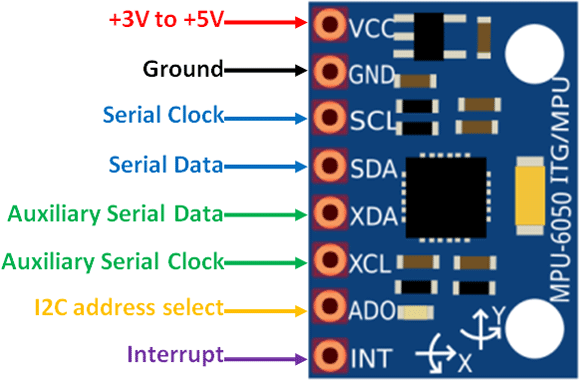 +3V to +5V
VCC
Ground
GND
Serial Clock
SCL
Serial Data
SDA
Auxiliary Serial Data
XDA
Auxiliary Serial Clock
XCL
I2C address select
ADO
Interrupt
INT
X
Y
MPU-6050 ITG/MPU